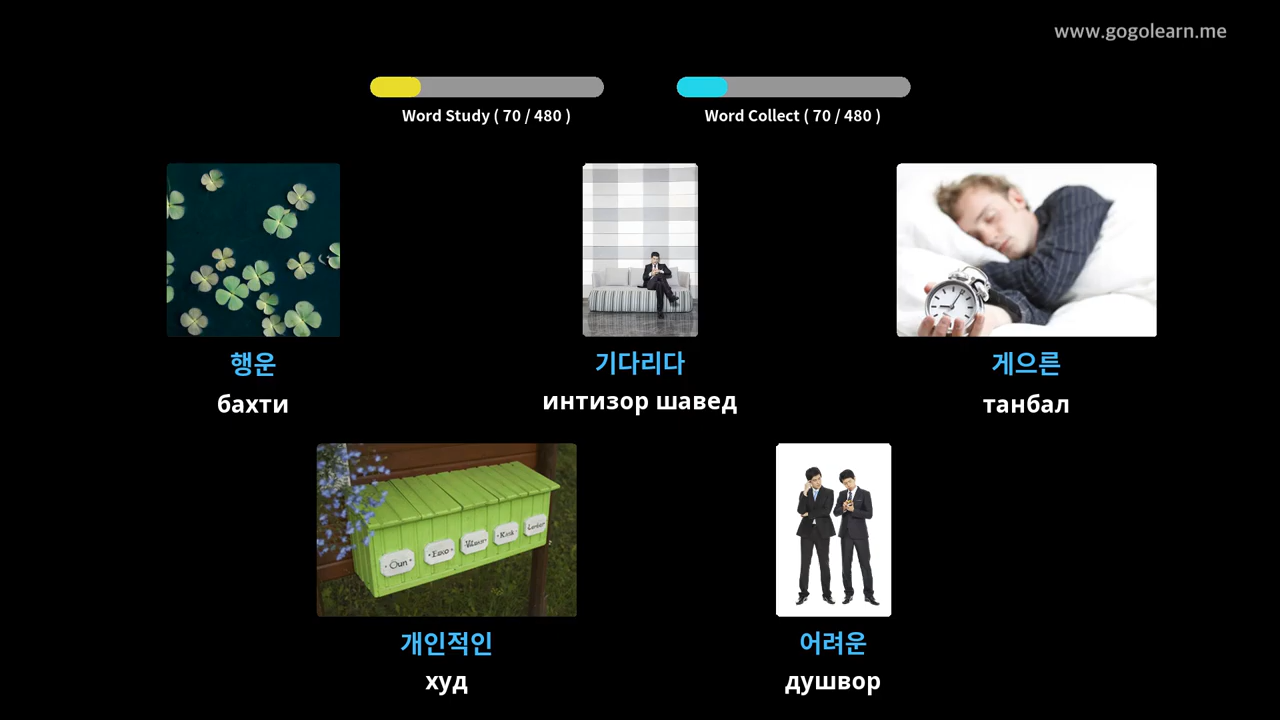 www.gogolearn.me
Word Study ( 70 / 480 )
Word Collect ( 70 / 480 )
행운
бахти
기다리다
интизор шавед
게으른
танбал
Õun
개인적인
худ
어려운
душвор